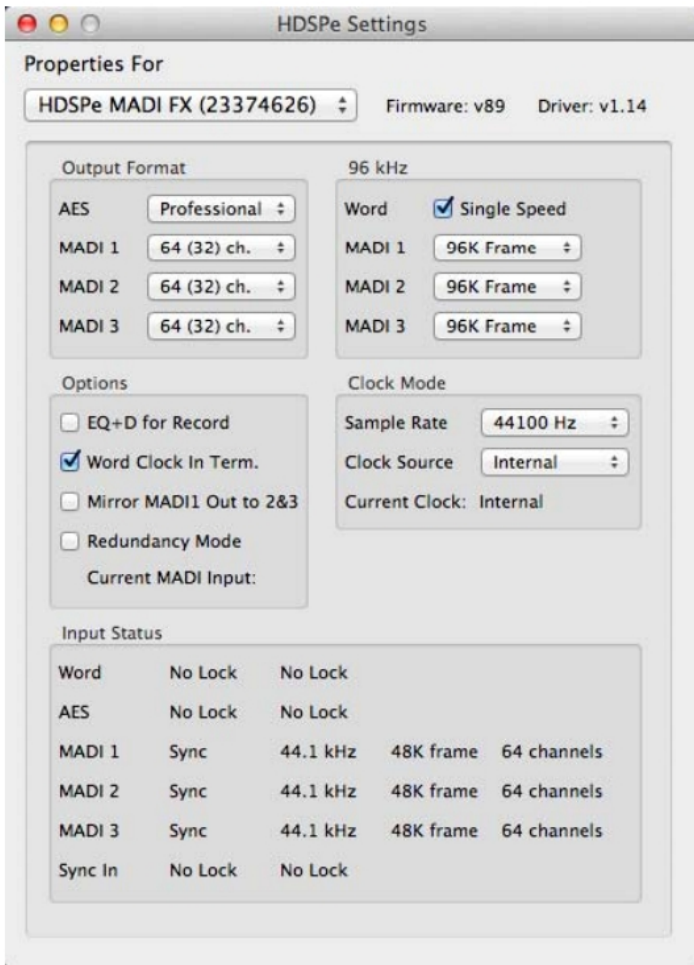 HDSPe Settings
Properties For
HDSPe MADI FX (23374626) Firmware: v89 Driver: v1.14
Output Format
AES Professional
MADI 1 64 (32) ch.
MADI 2 64 (32) ch.
MADI 3 64 (32) ch.
96 kHz
Word Single Speed
MADI 1 96K Frame
MADI 2 96K Frame
MADI 3 96K Frame
Options
EQ+D for Record
Word Clock In Term.
Mirror MADI1 Out to 2&3
Redundancy Mode
Current MADI Input:
Clock Mode
Sample Rate 44100 Hz
Clock Source Internal
Current Clock: Internal
Input Status
Word No Lock No Lock
AES No Lock No Lock
MADI 1 Sync 44.1 kHz 48K frame 64 channels
MADI 2 Sync 44.1 kHz 48K frame 64 channels
MADI 3 Sync 44.1 kHz 48K frame 64 channels
Sync In No Lock No Lock